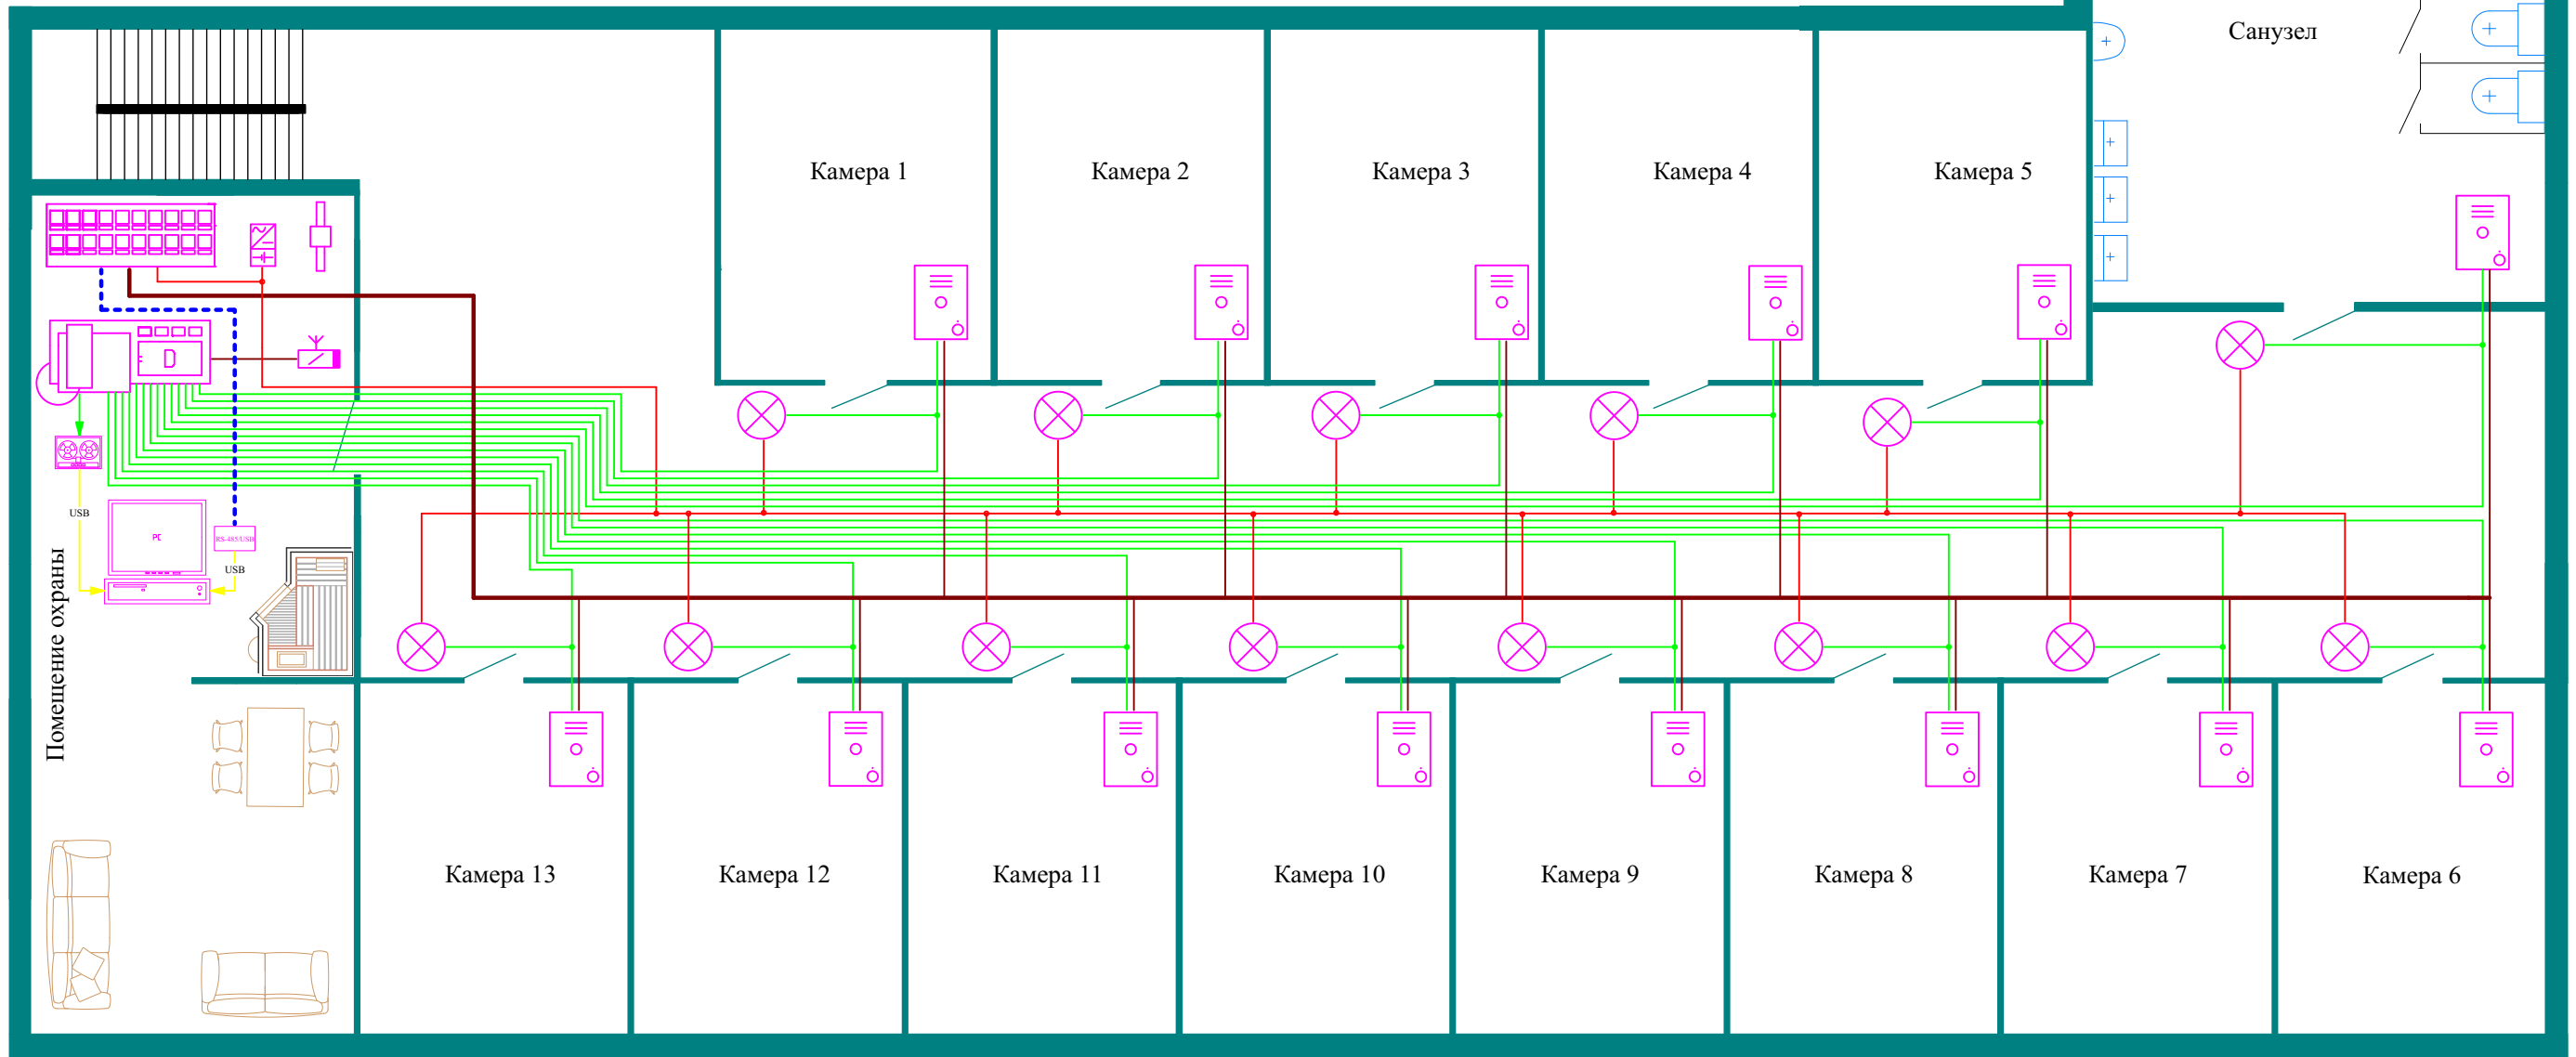 Санузел
Камера 1
Камера 2
Камера 3
Камера 4
Камера 5
USB
PC
RS-485/USB
USB
Помещение охраны
Камера 13
Камера 12
Камера 11
Камера 10
Камера 9
Камера 8
Камера 7
Камера 6